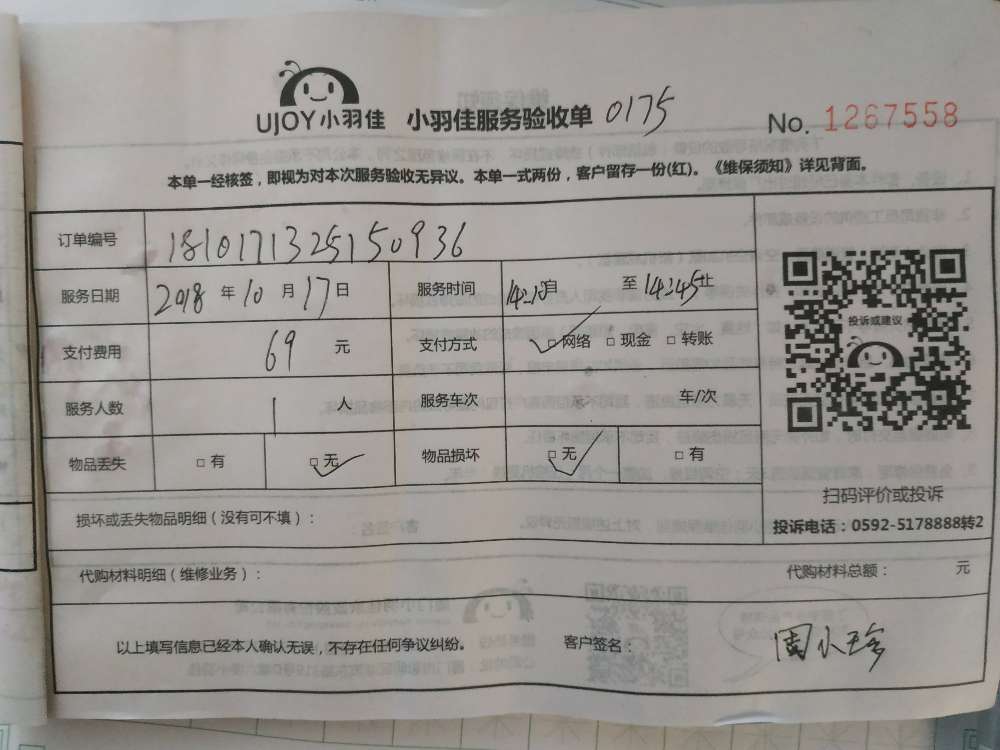 UJOY小羽佳 小羽佳服务验收单 0175 No. 1267558
本单一经核签，即视为对本次服务验收无异议。本单一式两份，客户留存一份(红)。《维保须知》详见背面。
订单编号 181017132515 0936
服务日期 2018 年 10 月 17 日 服务时间 14:20 自 至 14:245 止
支付费用 69 元 支付方式 □ 网络 □ 现金 □ 转账
服务人数 1 人 服务车次 车/次
物品丢失 □ 有 □ 无 物品损坏 □ 无 □ 有
投诉或建议
扫码评价或投诉
损坏或丢失物品明细（没有可不填）：
投诉电话：0592-5178888转2
代购材料明细（维修业务）： 代购材料总额： 元
以上填写信息已经本人确认无误，不存在任何争议纠纷。 客户签名： 周小珍